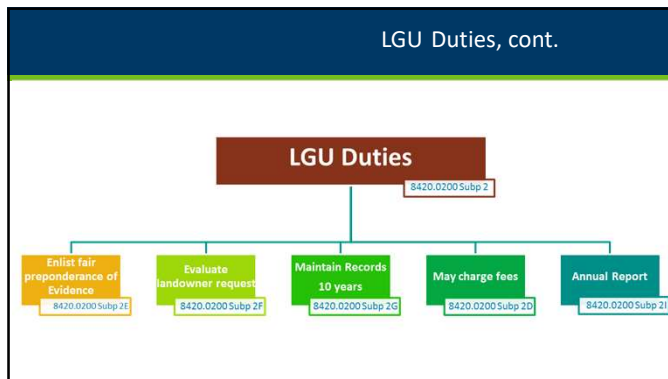 LGU Duties, cont.
LGU Duties
8420.0200 Subp 2
Enlist fair
preponderance of
Evidence
8420.0200 Subp 2E
Evaluate
landowner request
8420.0200 Subp 2F
Maintain Records
10 years
8420.0200 Subp 2G
May charge fees
8420.0200 Subp 2D
Annual Report
8420.0200 Subp 2I